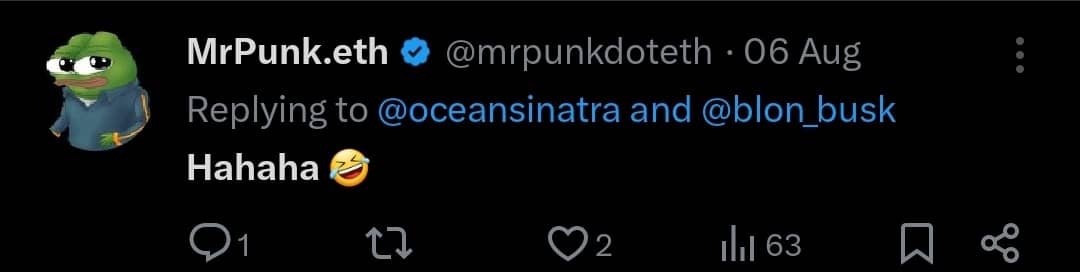 MrPunk.eth @mrpunkdoteth · 06 Aug
Replying to @oceansinatra and @blon_busk
Hahaha 🤣
1 2 63